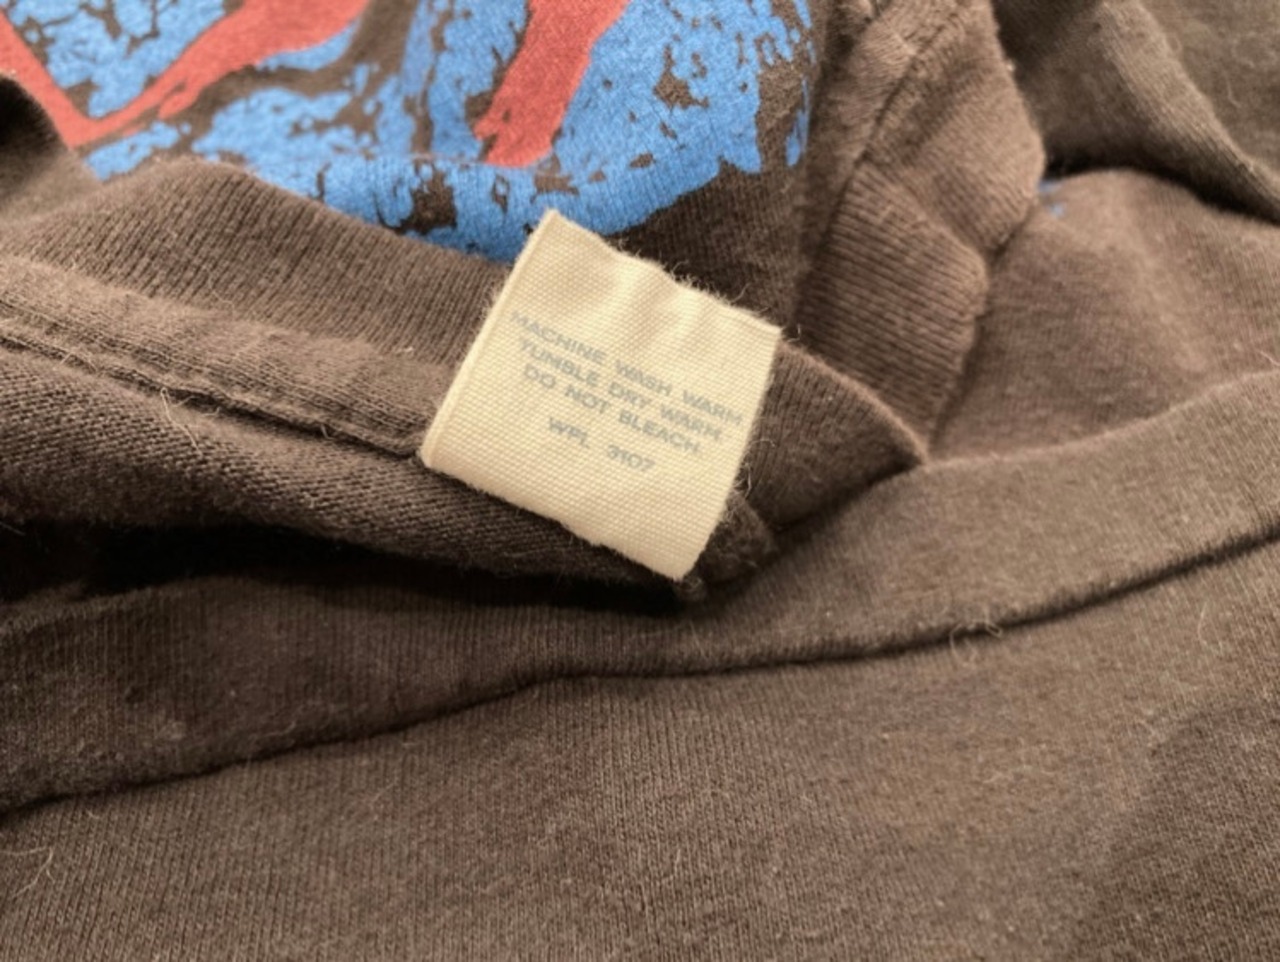 MACHINE WASH WARM
TUMBLE DRY WARM
DO NOT BLEACH.
WPL 3107